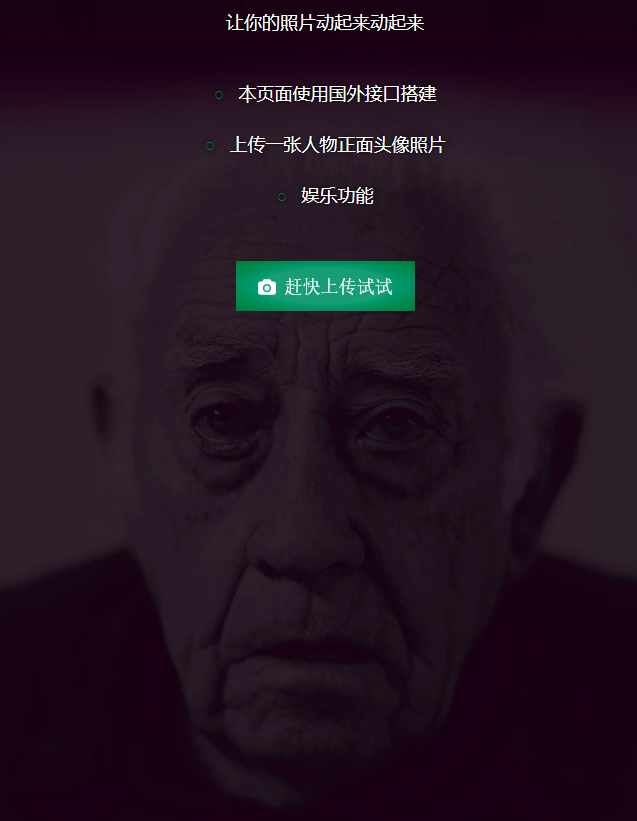 让你的照片动起来动起来
本页面使用国外接口搭建
上传一张人物正面头像照片
娱乐功能
赶快上传试试